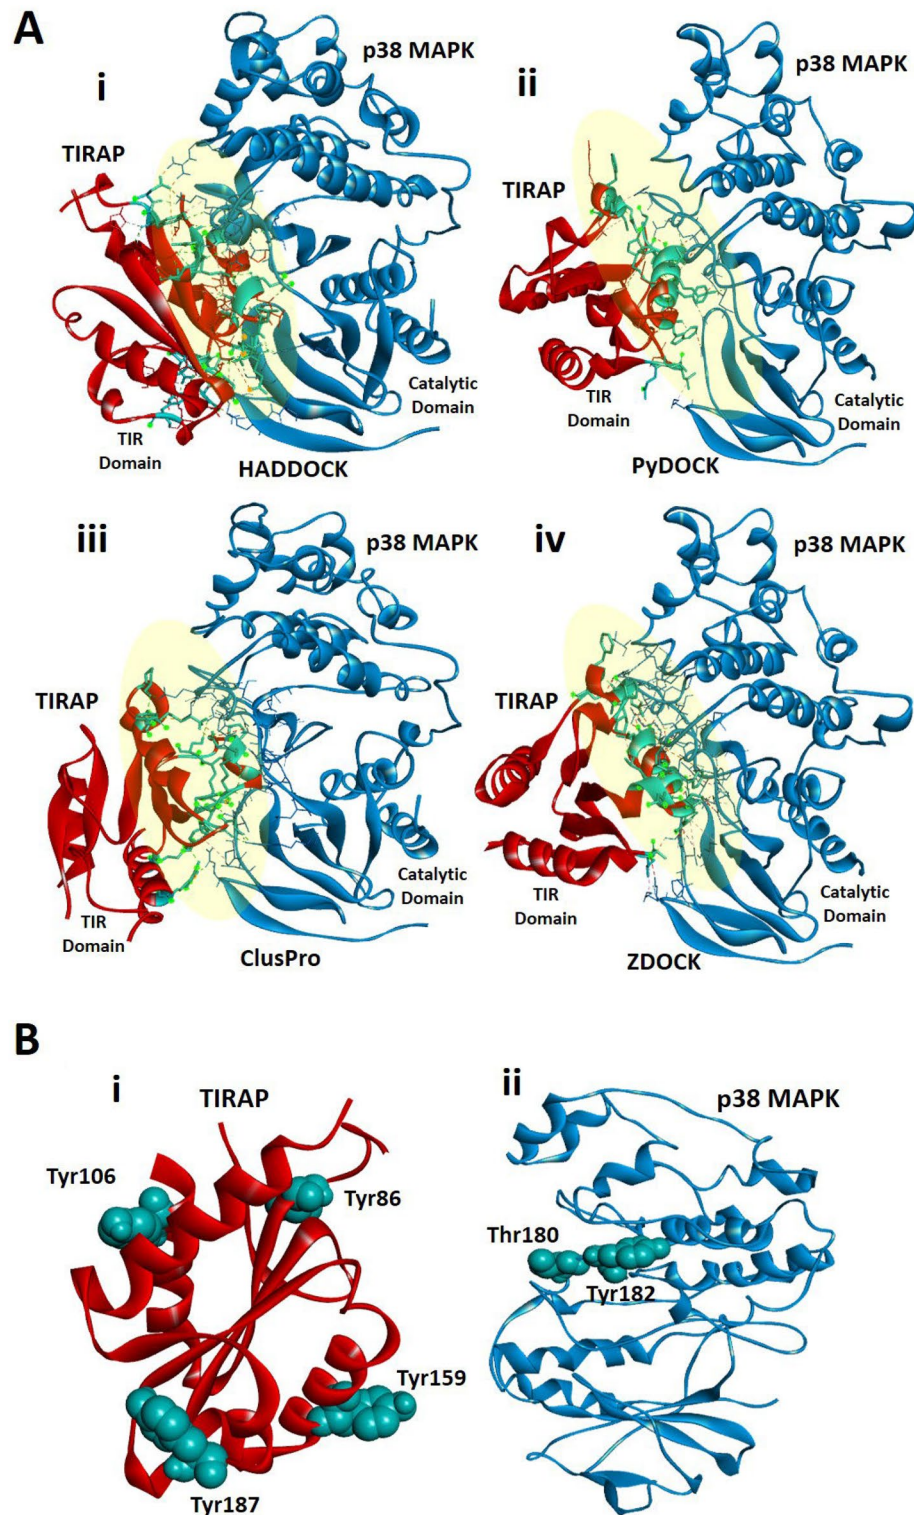 A
i
p38 MAPK
TIRAP
TIR
Domain
Catalytic
Domain
HADDOCK
ii
p38 MAPK
TIRAP
TIR
Domain
Catalytic
Domain
PyDOCK
iii
p38 MAPK
TIRAP
TIR
Domain
Catalytic
Domain
ClusPro
iv
p38 MAPK
TIRAP
TIR
Domain
Catalytic
Domain
ZDOCK
B
i
TIRAP
Tyr106
Tyr86
Tyr159
Tyr187
ii
p38 MAPK
Thr180
Tyr182